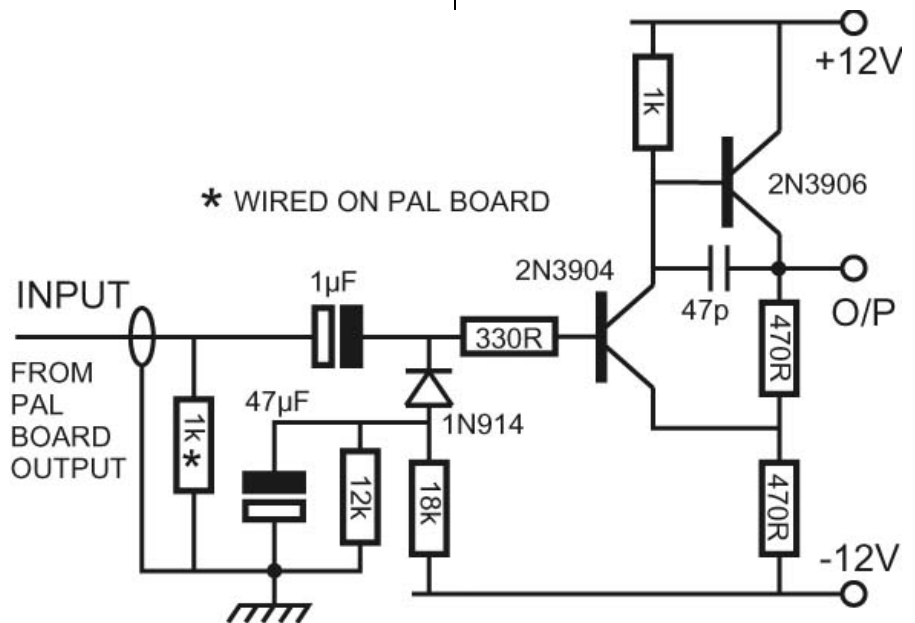 +12V
1k
2N3906
* WIRED ON PAL BOARD
2N3904
INPUT
1µF
47p
O/P
330R
470R
FROM
PAL
BOARD
OUTPUT
47µF
1N914
1k*
12k
18k
470R
-12V